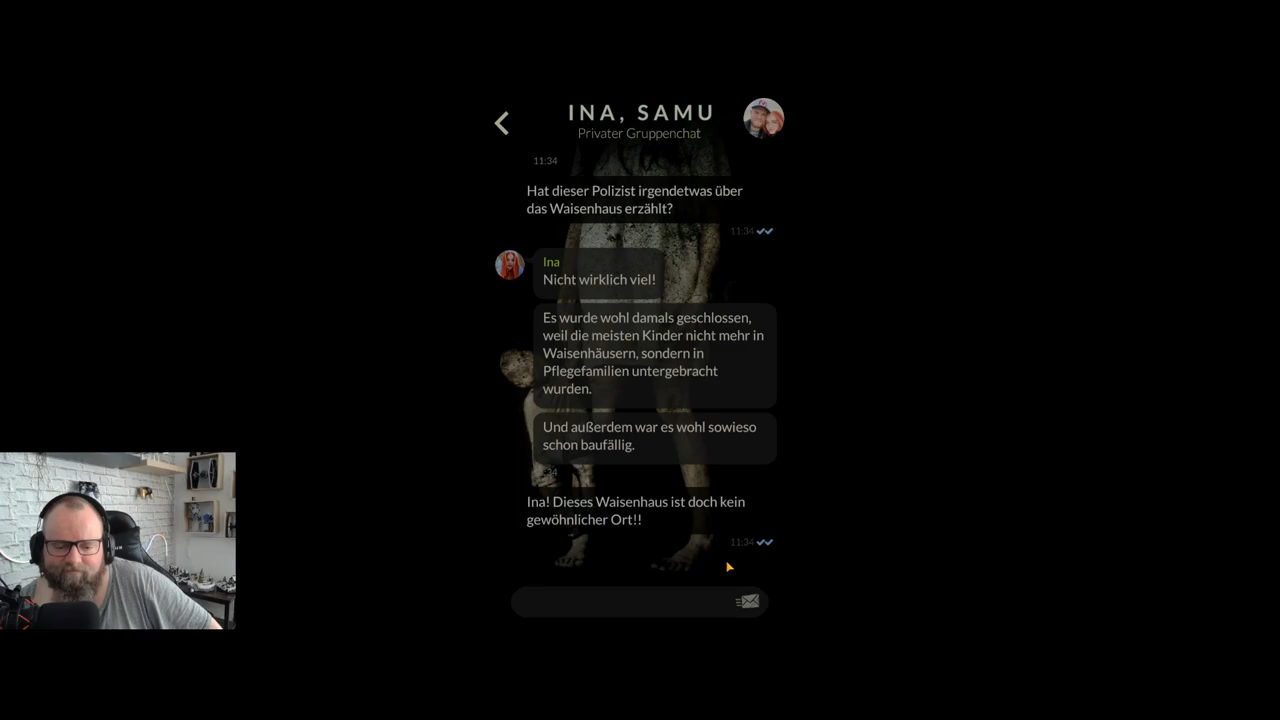 INA, SAMU
Privater Gruppenchat
11:34
Hat dieser Polizist irgendetwas über
das Waisenhaus erzählt?
11:34
Ina
Nicht wirklich viel!
Es wurde wohl damals geschlossen,
weil die meisten Kinder nicht mehr in
Waisenhäusern, sondern in
Pflegefamilien untergebracht
wurden.
Und außerdem war es wohl sowieso
schon baufällig.
Ina! Dieses Waisenhaus ist doch kein
gewöhnlicher Ort!!
11:34